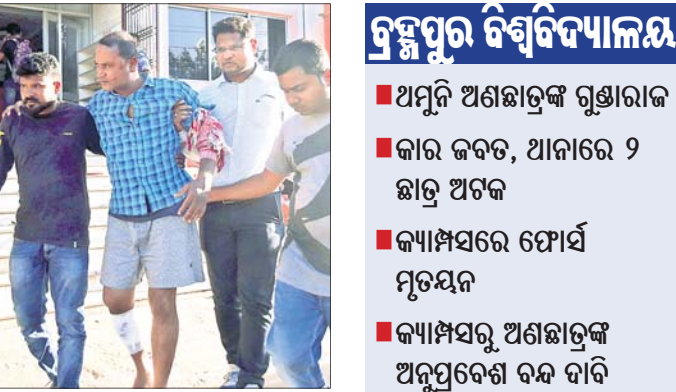 ବ୍ରହ୍ମପୁର ବିଶ୍ୱବିଦ୍ୟାଳୟ
ଥମୁନି ଅଣଛାତ୍ରଙ୍କ ଗୁଣ୍ଡାରାଜ
କାର ଜବତ, ଥାନାରେ ୨
ଛାତ୍ର ଅଟକ
କ୍ୟାମ୍ପସରେ ଫୋର୍ସ
ମୃତୟନ
କ୍ୟାମ୍ପସରୁ ଅଣଛାତ୍ରଙ୍କ
ଅନୁପ୍ରବେଶ ବନ୍ଦ ଦାବି